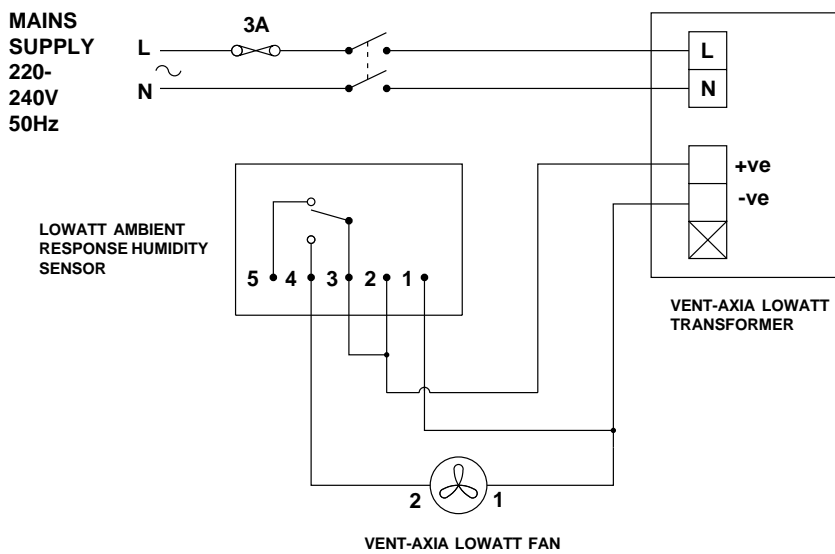 MAINS
SUPPLY
220-
240V
50Hz
L
N
3A
L
N
+ve
-ve
LOWATT AMBIENT
RESPONSE HUMIDITY
SENSOR
5 4 3 2 1
VENT-AXIA LOWATT
TRANSFORMER
2 1
VENT-AXIA LOWATT FAN